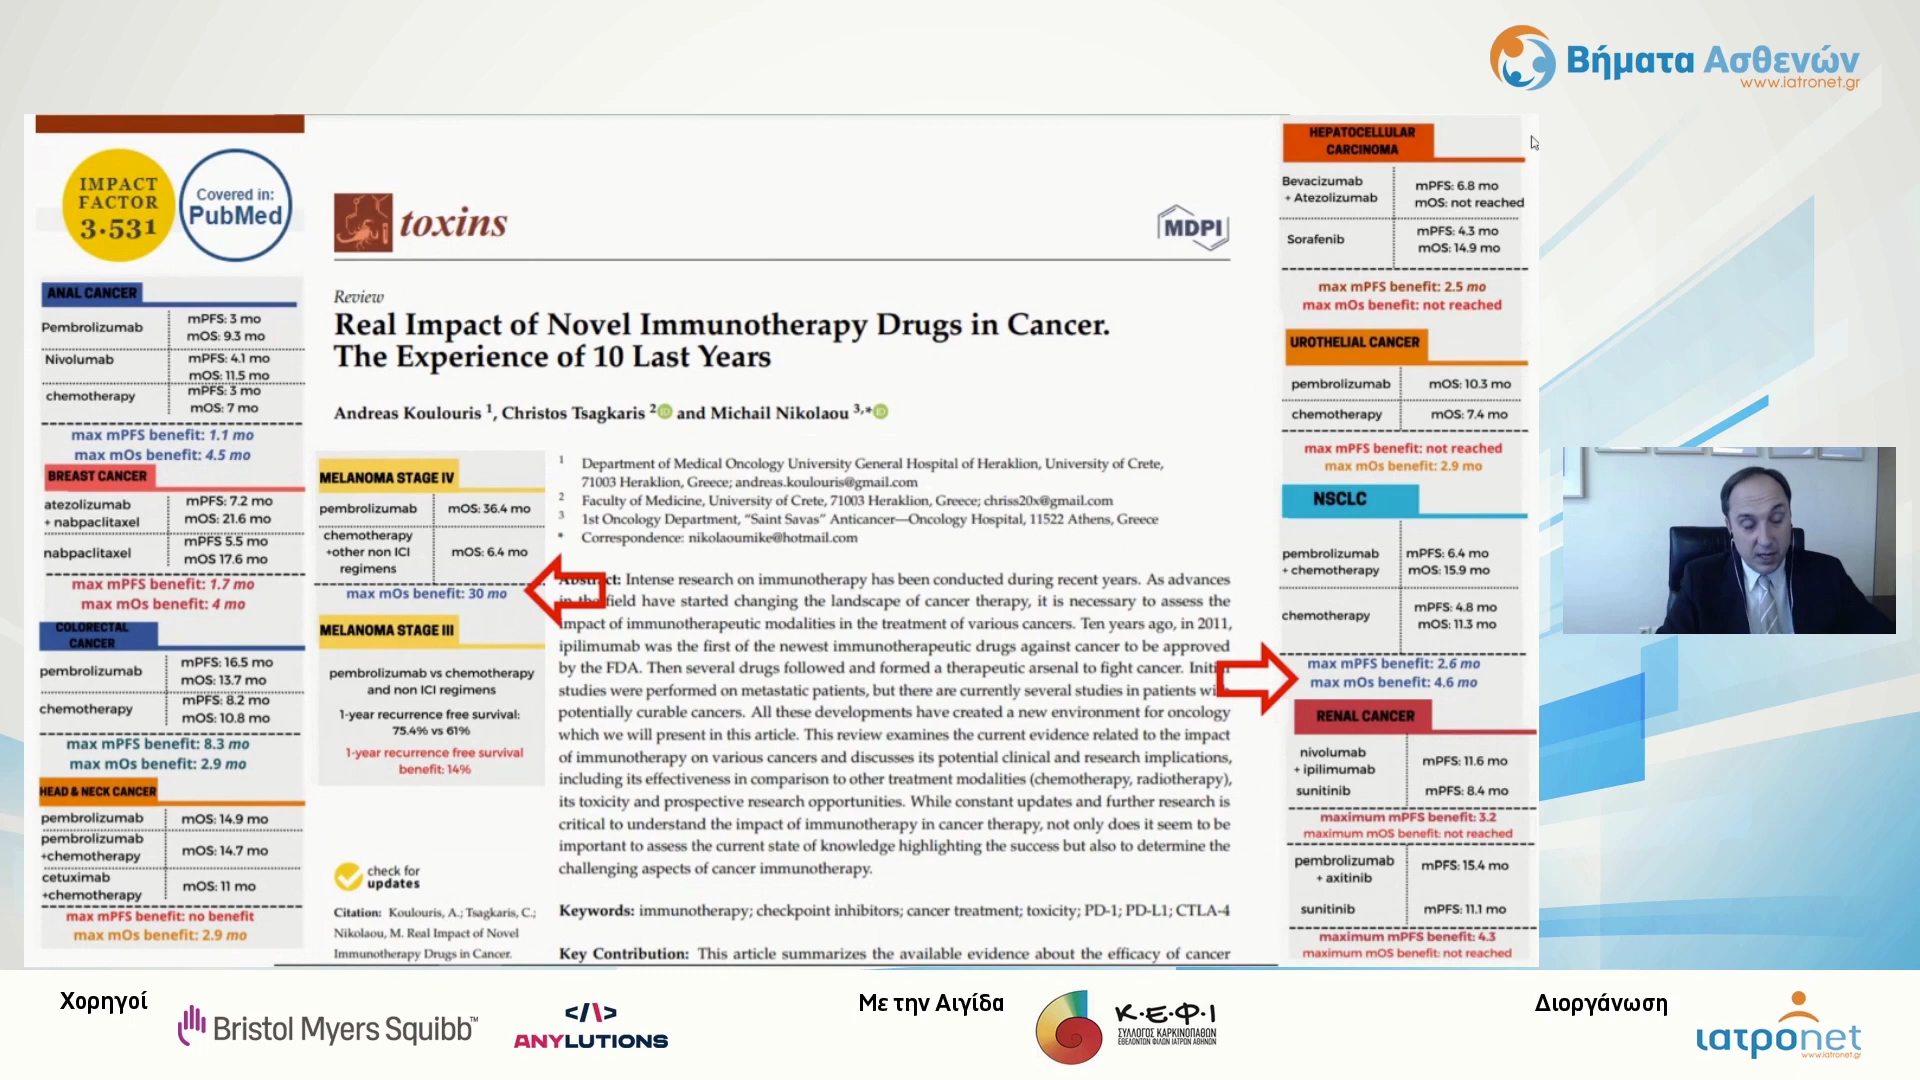 Βήματα Ασθενών
www.iatronet.gr
IMPACT
FACTOR
3.531
Covered in:
PubMed
ANAL CANCER
Pembrolizumab
mPFS: 3 mo
mOS: 9.3 mo
Nivolumab
mPFS: 4.1 mo
mOS: 11.5 mo
chemotherapy
mPFS: 3 mo
mOS: 7 mo
max mPFS benefit: 1.1 mo
max mOs benefit: 4.5 mo
BREAST CANCER
atezolizumab
+ nabpaclitaxel
mPFS: 7.2 mo
mOS: 21.6 mo
nabpaclitaxel
mPFS 5.5 mo
mOS 17.6 mo
max mPFS benefit: 1.7 mo
max mOs benefit: 4 mo
COLORECTAL
CANCER
pembrolizumab
mPFS: 16.5 mo
mOS: 13.7 mo
chemotherapy
mPFS: 8.2 mo
mOS: 10.8 mo
max mPFS benefit: 8.3 mo
max mOs benefit: 2.9 mo
HEAD & NECK CANCER
pembrolizumab
mOS: 14.9 mo
pembrolizumab
+chemotherapy
mOS: 14.7 mo
cetuximab
+chemotherapy
mOS: 11 mo
max mPFS benefit: no benefit
max mOs benefit: 2.9 mo
toxins
MDPI
Review
Real Impact of Novel Immunotherapy Drugs in Cancer.
The Experience of 10 Last Years
Andreas Koulouris 1, Christos Tsagkaris 2 iD and Michail Nikolaou 3,* iD
MELANOMA STAGE IV
pembrolizumab
mOS: 36.4 mo
chemotherapy
+other non ICI
regimens
mOS: 6.4 mo
max mOs benefit: 30 mo
MELANOMA STAGE III
pembrolizumab vs chemotherapy
and non ICI regimens
1-year recurrence free survival:
75.4% vs 61%
1-year recurrence free survival
benefit: 14%
check for
updates
Citation: Koulouris, A.; Tsagkaris, C.;
Nikolaou, M. Real Impact of Novel
Immunotherapy Drugs in Cancer.
1 Department of Medical Oncology University General Hospital of Heraklion, University of Crete,
71003 Heraklion, Greece; andreas.koulouris@gmail.com
2 Faculty of Medicine, University of Crete, 71003 Heraklion, Greece; chriss20x@gmail.com
3 1st Oncology Department, “Saint Savas” Anticancer—Oncology Hospital, 11522 Athens, Greece
* Correspondence: nikolaoumike@hotmail.com
Abstract: Intense research on immunotherapy has been conducted during recent years. As advances
in the field have started changing the landscape of cancer therapy, it is necessary to assess the
impact of immunotherapeutic modalities in the treatment of various cancers. Ten years ago, in 2011,
ipilimumab was the first of the newest immunotherapeutic drugs against cancer to be approved
by the FDA. Then several drugs followed and formed a therapeutic arsenal to fight cancer. Initial
studies were performed on metastatic patients, but there are currently several studies in patients with
potentially curable cancers. All these developments have created a new environment for oncology
which we will present in this article. This review examines the current evidence related to the impact
of immunotherapy on various cancers and discusses its potential clinical and research implications,
including its effectiveness in comparison to other treatment modalities (chemotherapy, radiotherapy),
its toxicity and prospective research opportunities. While constant updates and further research is
critical to understand the impact of immunotherapy in cancer therapy, not only does it seem to be
important to assess the current state of knowledge highlighting the success but also to determine the
challenging aspects of cancer immunotherapy.
Keywords: immunotherapy; checkpoint inhibitors; cancer treatment; toxicity; PD-1; PD-L1; CTLA-4
Key Contribution: This article summarizes the available evidence about the efficacy of cancer
HEPATOCELLULAR
CARCINOMA
Bevacizumab
+ Atezolizumab
mPFS: 6.8 mo
mOS: not reached
Sorafenib
mPFS: 4.3 mo
mOS: 14.9 mo
max mPFS benefit: 2.5 mo
max mOs benefit: not reached
UROTHELIAL CANCER
pembrolizumab
mOS: 10.3 mo
chemotherapy
mOS: 7.4 mo
max mPFS benefit: not reached
max mOs benefit: 2.9 mo
NSCLC
pembrolizumab
+ chemotherapy
mPFS: 6.4 mo
mOS: 15.9 mo
chemotherapy
mPFS: 4.8 mo
mOS: 11.3 mo
max mPFS benefit: 2.6 mo
max mOs benefit: 4.6 mo
RENAL CANCER
nivolumab
+ ipilimumab
mPFS: 11.6 mo
sunitinib
mPFS: 8.4 mo
maximum mPFS benefit: 3.2
maximum mOS benefit: not reached
pembrolizumab
+ axitinib
mPFS: 15.4 mo
sunitinib
mPFS: 11.1 mo
maximum mPFS benefit: 4.3
maximum mOS benefit: not reached
Χορηγοί
Bristol Myers Squibb™
</\>
ANYLUTIONS
Με την Αιγίδα
Κ·Ε·Φ·Ι
ΣΥΛΛΟΓΟΣ ΚΑΡΚΙΝΟΠΑΘΩΝ
ΕΘΕΛΟΝΤΩΝ ΦΙΛΩΝ ΙΑΤΡΩΝ ΑΘΗΝΩΝ
Διοργάνωση
ιατροnet
www.iatronet.gr